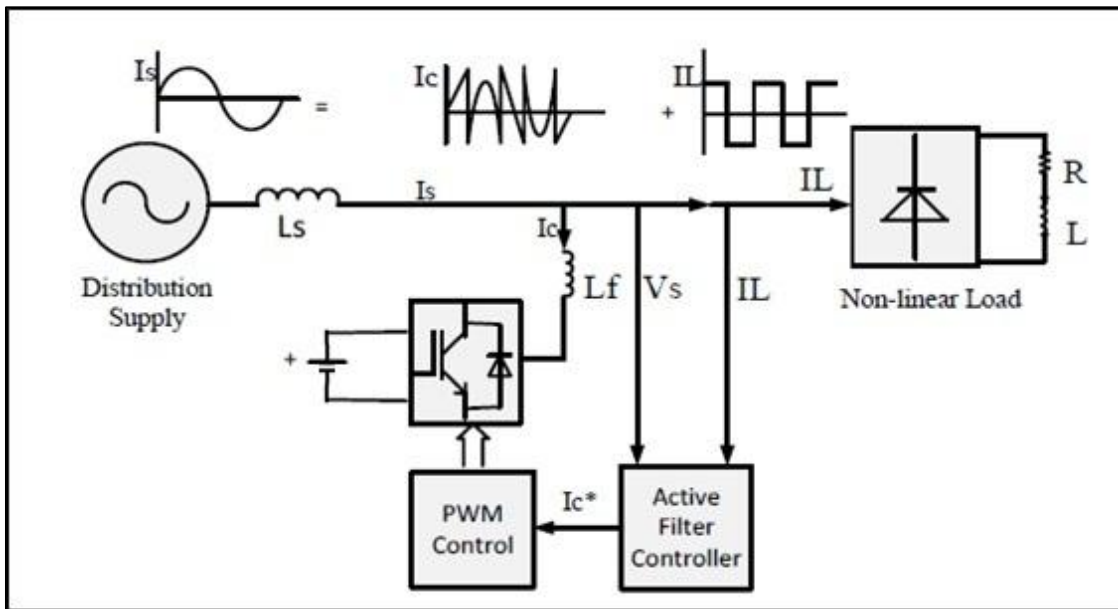 Is
=
Ic
+
IL
Ls
Is
Ic
Lf
Vs
IL
IL
R
L
Distribution
Supply
Non-linear Load
+
PWM
Control
Ic*
Active
Filter
Controller